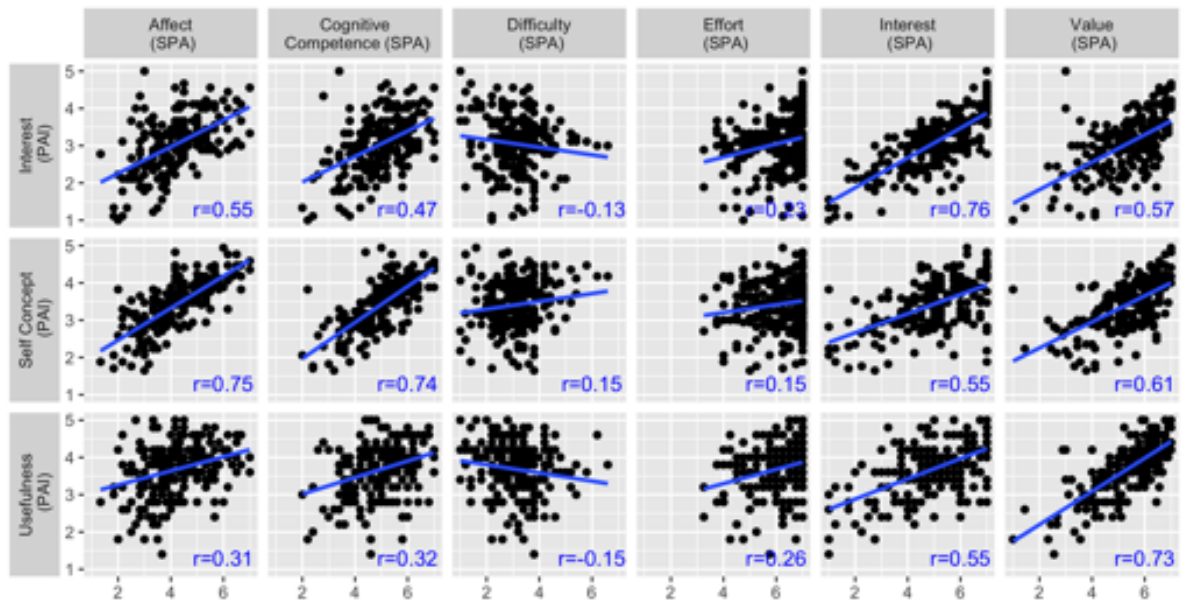 Affect
(SPA)
Cognitive
Competence (SPA)
Difficulty
(SPA)
Effort
(SPA)
Interest
(SPA)
Value
(SPA)
Interest
(PAI)
5
4
3
2
1
r=0.55
r=0.47
r=-0.13
r=0.23
r=0.76
r=0.57
Self Concept
(PAI)
5
4
3
2
1
r=0.75
r=0.74
r=0.15
r=0.15
r=0.55
r=0.61
Usefulness
(PAI)
5
4
3
2
1
r=0.31
r=0.32
r=-0.15
r=0.26
r=0.55
r=0.73
2 4 6 2 4 6 2 4 6 2 4 6 2 4 6 2 4 6